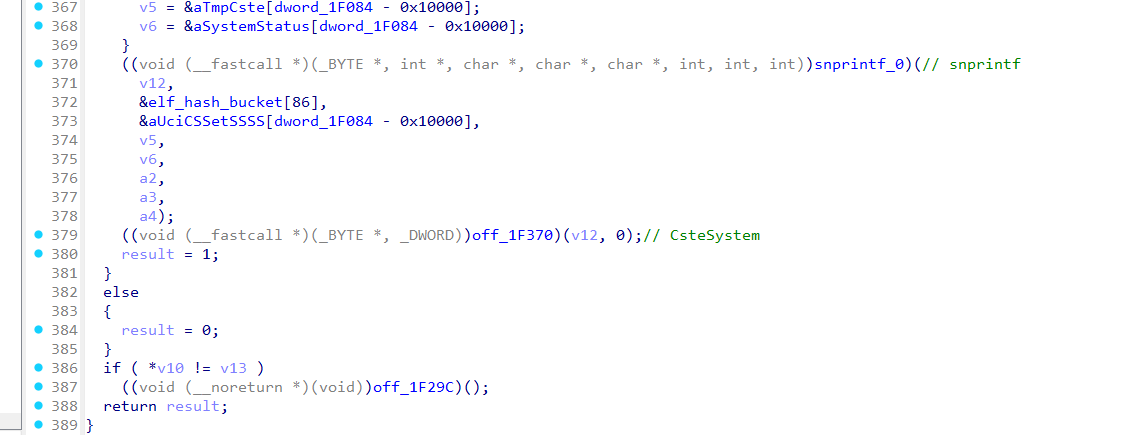 367 v5 = &aTmpCste[dword_1F084 - 0x10000];
368 v6 = &aSystemStatus[dword_1F084 - 0x10000];
369 }
370 ((void (__fastcall *)(_BYTE *, int *, char *, char *, char *, int, int, int))snprintf_0)(// snprintf
371 v12,
372 &elf_hash_bucket[86],
373 &aUciCSSetSSSS[dword_1F084 - 0x10000],
374 v5,
375 v6,
376 a2,
377 a3,
378 a4);
379 ((void (__fastcall *)(_BYTE *, _DWORD))off_1F370)(v12, 0);// CsteSystem
380 result = 1;
381 }
382 else
383 {
384 result = 0;
385 }
386 if ( *v10 != v13 )
387 ((void (__noreturn *)(void))off_1F29C)();
388 return result;
389 }